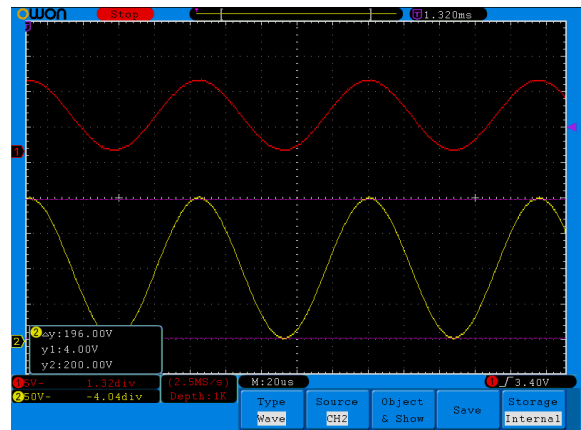 owon Stop T 1.320ms
1
2
2 △y:196.00V
y1:4.00V
y2:200.00V
1 5V~ 1.32div (2.5MS/s) M:20us 1 3.40V
2 50V~ -4.04div Depth:1K
Type Source Object Save Storage
Wave CH2 & Show Internal